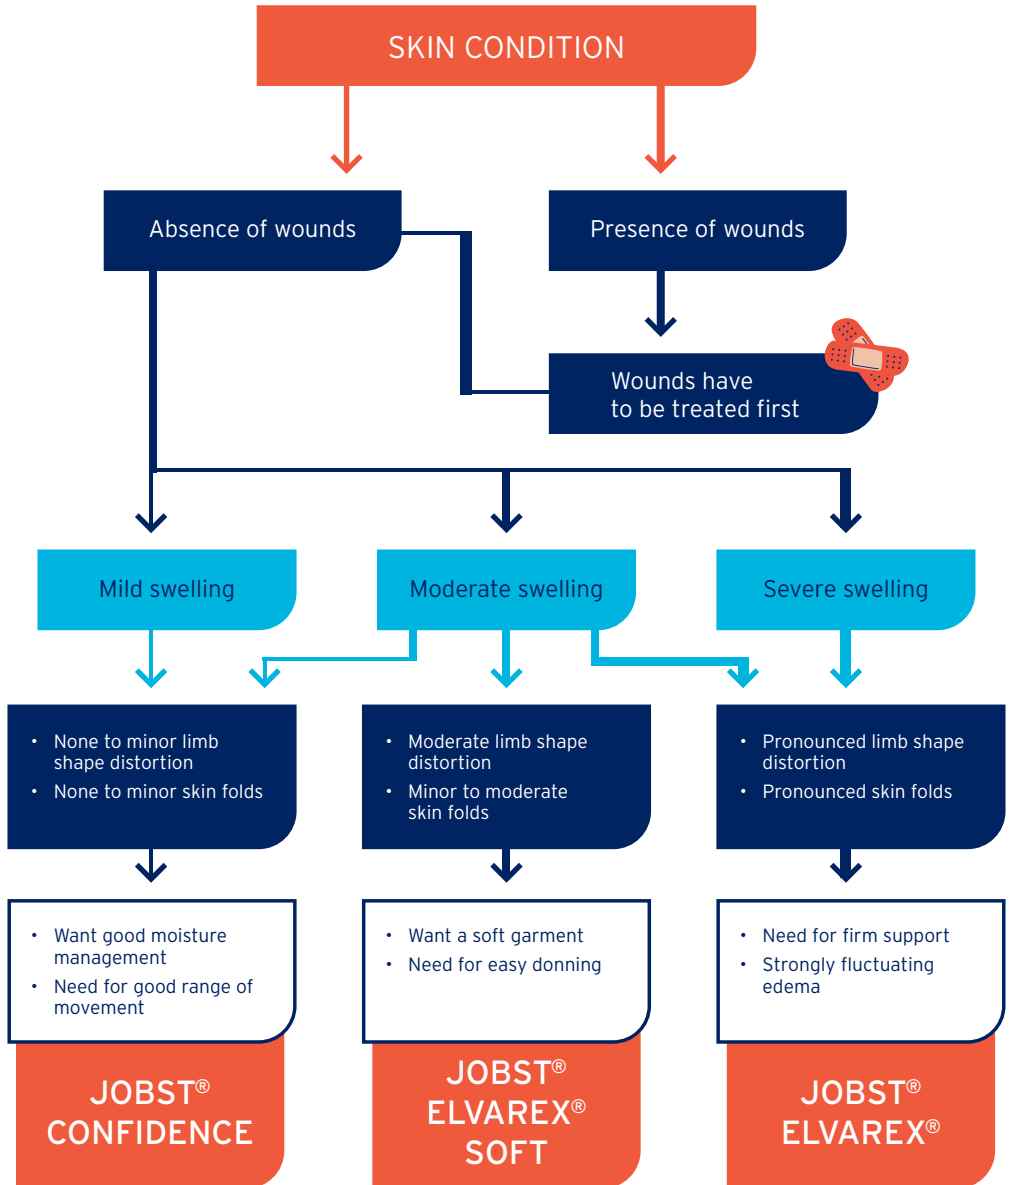 SKIN CONDITION
Absence of wounds
Presence of wounds
Wounds have
to be treated first
Mild swelling
Moderate swelling
Severe swelling
• None to minor limb
shape distortion
• None to minor skin folds
• Moderate limb shape
distortion
• Minor to moderate
skin folds
• Pronounced limb shape
distortion
• Pronounced skin folds
• Want good moisture
management
• Need for good range of
movement
• Want a soft garment
• Need for easy donning
• Need for firm support
• Strongly fluctuating
edema
JOBST®
CONFIDENCE
JOBST®
ELVAREX®
SOFT
JOBST®
ELVAREX®